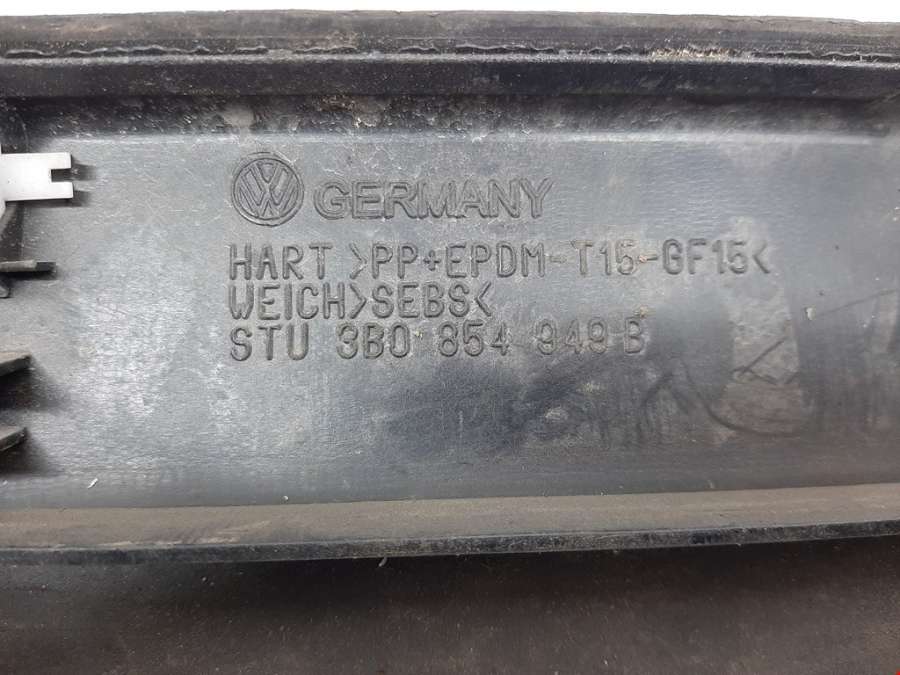 GERMANY
HART >PP+EPDM-T15-GF15<
WEICH>SEBS<
STU 3B0 854 949 B